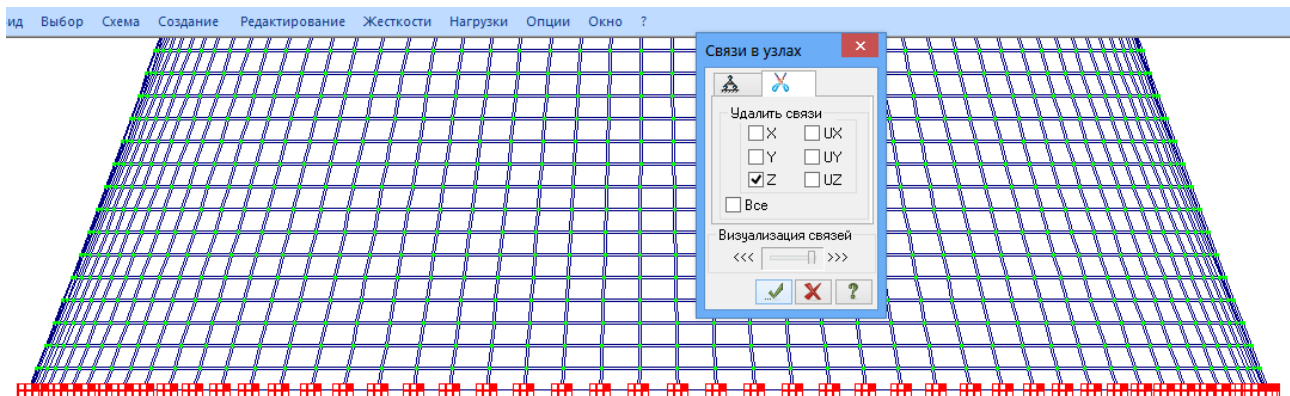 ид Выбор Схема Создание Редактирование Жесткости Нагрузки Опции Окно ?
Связи в узлах
Удалить связи
X UX
Y UY
Z UZ
Все
Визуализация связей
<<< >>>
?